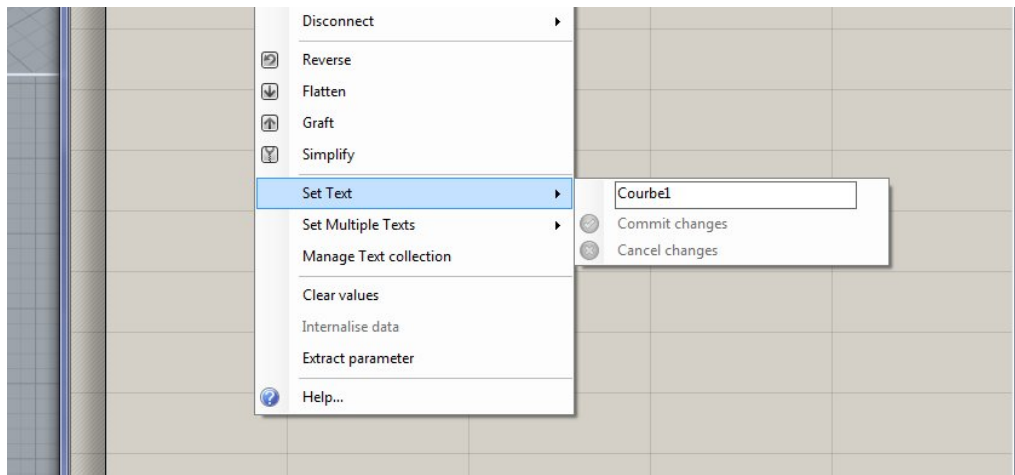 Disconnect
Reverse
Flatten
Graft
Simplify
Set Text
Courbe1
Set Multiple Texts
Commit changes
Manage Text collection
Cancel changes
Clear values
Internalise data
Extract parameter
Help...